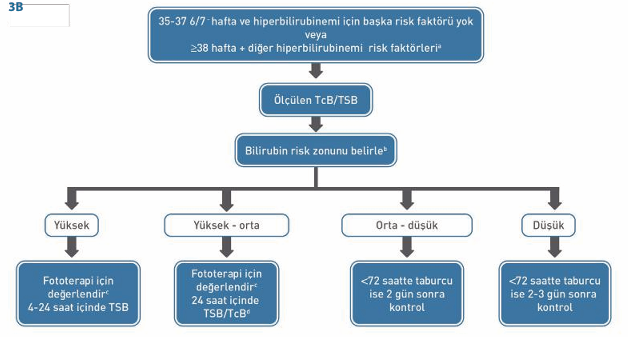 3B
35-37 6/7 hafta ve hiperbilirubinemi için başka risk faktörü yok
veya
≥38 hafta + diğer hiperbilirubinemi risk faktörleriᵃ
Ölçülen TcB/TSB
Bilirubin risk zonunu belirleᵇ
Yüksek
Yüksek - orta
Orta - düşük
Düşük
Fototerapi için
değerlendirᶜ
4-24 saat içinde TSB
Fototerapi için
değerlendirᶜ
24 saat içinde
TSB/TcBᵈ
<72 saatte taburcu
ise 2 gün sonra
kontrol
<72 saatte taburcu
ise 2-3 gün sonra
kontrol